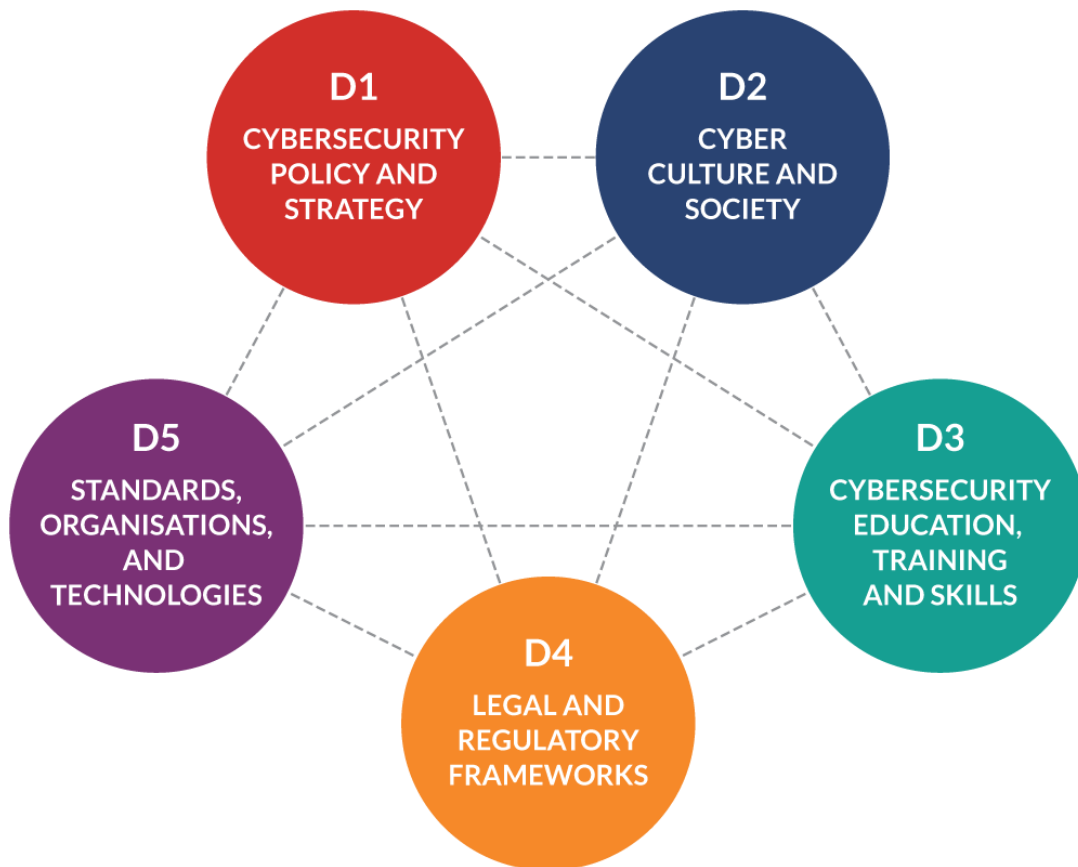 D1
CYBERSECURITY
POLICY AND
STRATEGY
D2
CYBER
CULTURE AND
SOCIETY
D3
CYBERSECURITY
EDUCATION,
TRAINING
AND SKILLS
D4
LEGAL AND
REGULATORY
FRAMEWORKS
D5
STANDARDS,
ORGANISATIONS,
AND
TECHNOLOGIES